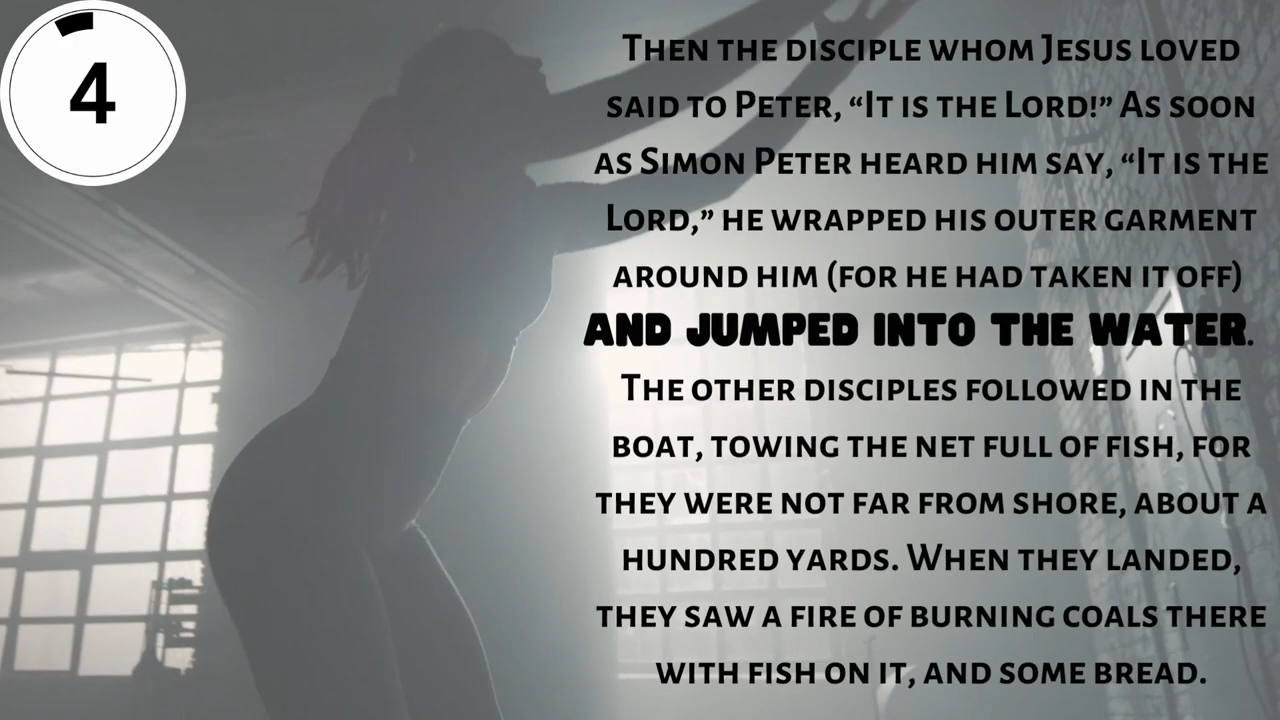 4
Then the disciple whom Jesus loved
said to Peter, “It is the Lord!” As soon
as Simon Peter heard him say, “It is the
Lord,” he wrapped his outer garment
around him (for he had taken it off)
AND JUMPED INTO THE WATER.
The other disciples followed in the
boat, towing the net full of fish, for
they were not far from shore, about a
hundred yards. When they landed,
they saw a fire of burning coals there
with fish on it, and some bread.